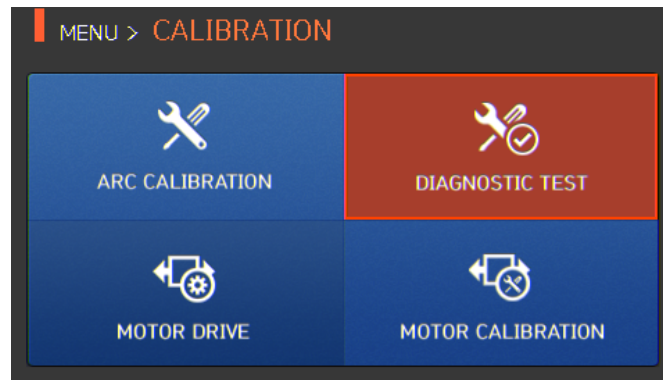 MENU > CALIBRATION
ARC CALIBRATION
DIAGNOSTIC TEST
MOTOR DRIVE
MOTOR CALIBRATION